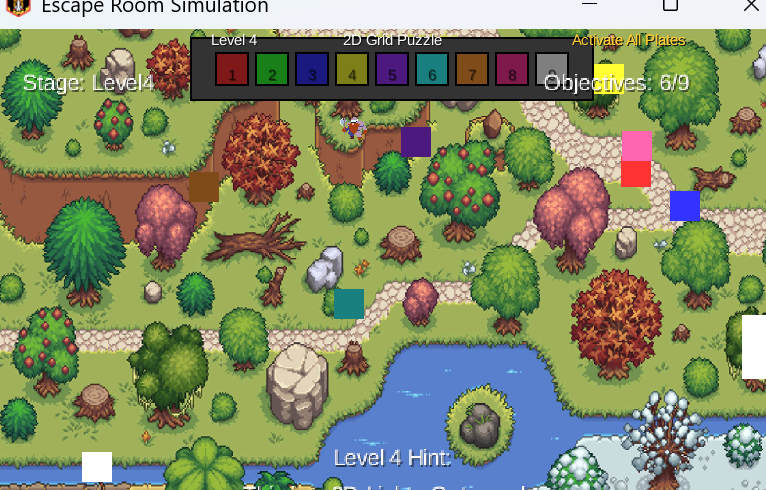 Escape Room Simulation
Level 4
2D Grid Puzzle
Activate All Plates
1 2 3 4 5 6 7 8 9
Stage: Level4
Objectives: 6/9
Level 4 Hint: